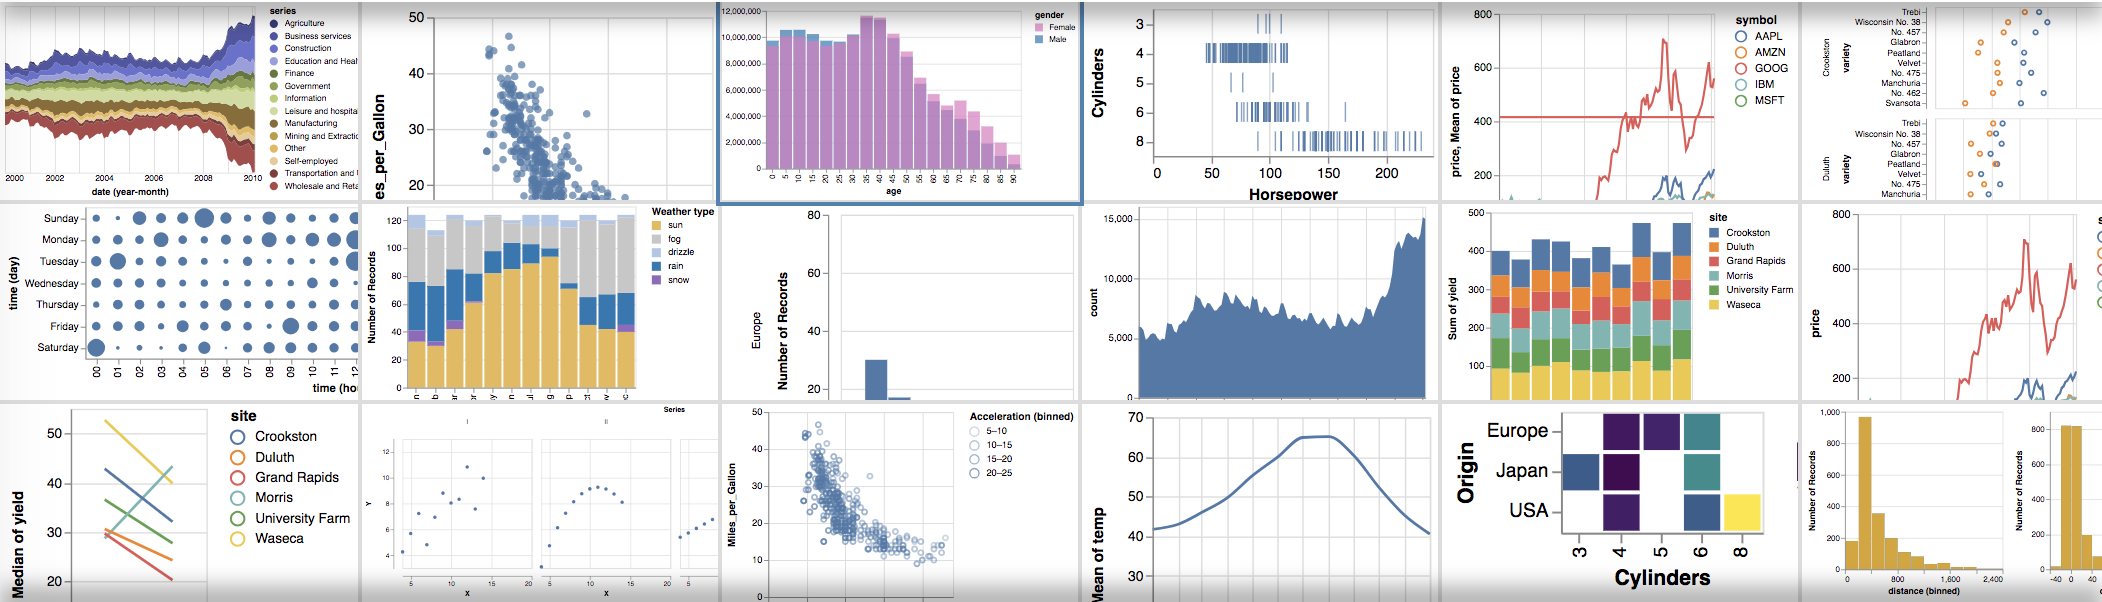 series
Agriculture
Business services
Construction
Education and Heal
Finance
Government
Information
Leisure and hospita
Manufacturing
Mining and Extractio
Other
Self-employed
Transportation and
Wholesale and Reta
2000 2002 2004 2006 2008 2010
date (year-month)
50
40
30
20
es_per_Gallon
12,000,000
10,000,000
8,000,000
6,000,000
4,000,000
2,000,000
0
0 5 10 15 20 25 30 35 40 45 50 55 60 65 70 75 80 85 90
age
gender
Female
Male
Cylinders
3
4
5
6
8
0 50 100 150 200
Horsepower
price, Mean of price
800
600
400
200
symbol
AAPL
AMZN
GOOG
IBM
MSFT
Crookston
variety
Trebi
Wisconsin No. 38
No. 457
Glabron
Peatland
Velvet
No. 475
Manchuria
No. 462
Svansota
Duluth
variety
Trebi
Wisconsin No. 38
No. 457
Glabron
Peatland
Velvet
No. 475
Manchuria
time (day)
Sunday
Monday
Tuesday
Wednesday
Thursday
Friday
Saturday
00 01 02 03 04 05 06 07 08 09 10 11 12
time (hou
Number of Records
120
100
80
60
40
20
0
n b ar r y n ul g p ct v c
Weather type
sun
fog
drizzle
rain
snow
Europe
Number of Records
80
60
40
20
count
15,000
10,000
5,000
0
Sum of yield
500
400
300
200
100
site
Crookston
Duluth
Grand Rapids
Morris
University Farm
Waseca
price
800
600
400
200
s
Median of yield
50
40
30
20
site
Crookston
Duluth
Grand Rapids
Morris
University Farm
Waseca
Series
I II
Y
12
10
8
6
4
5 10 15 20 5 10 15 20 5
X X
Miles_per_Gallon
50
40
30
20
10
0
Acceleration (binned)
5–10
10–15
15–20
20–25
Mean of temp
70
60
50
40
30
Origin
Europe
Japan
USA
3 4 5 6 8
Cylinders
Number of Records
1,000
800
600
400
200
0
0 800 1,600 2,400
distance (binned)
Number of Records
800
600
400
200
0
-40 0 40